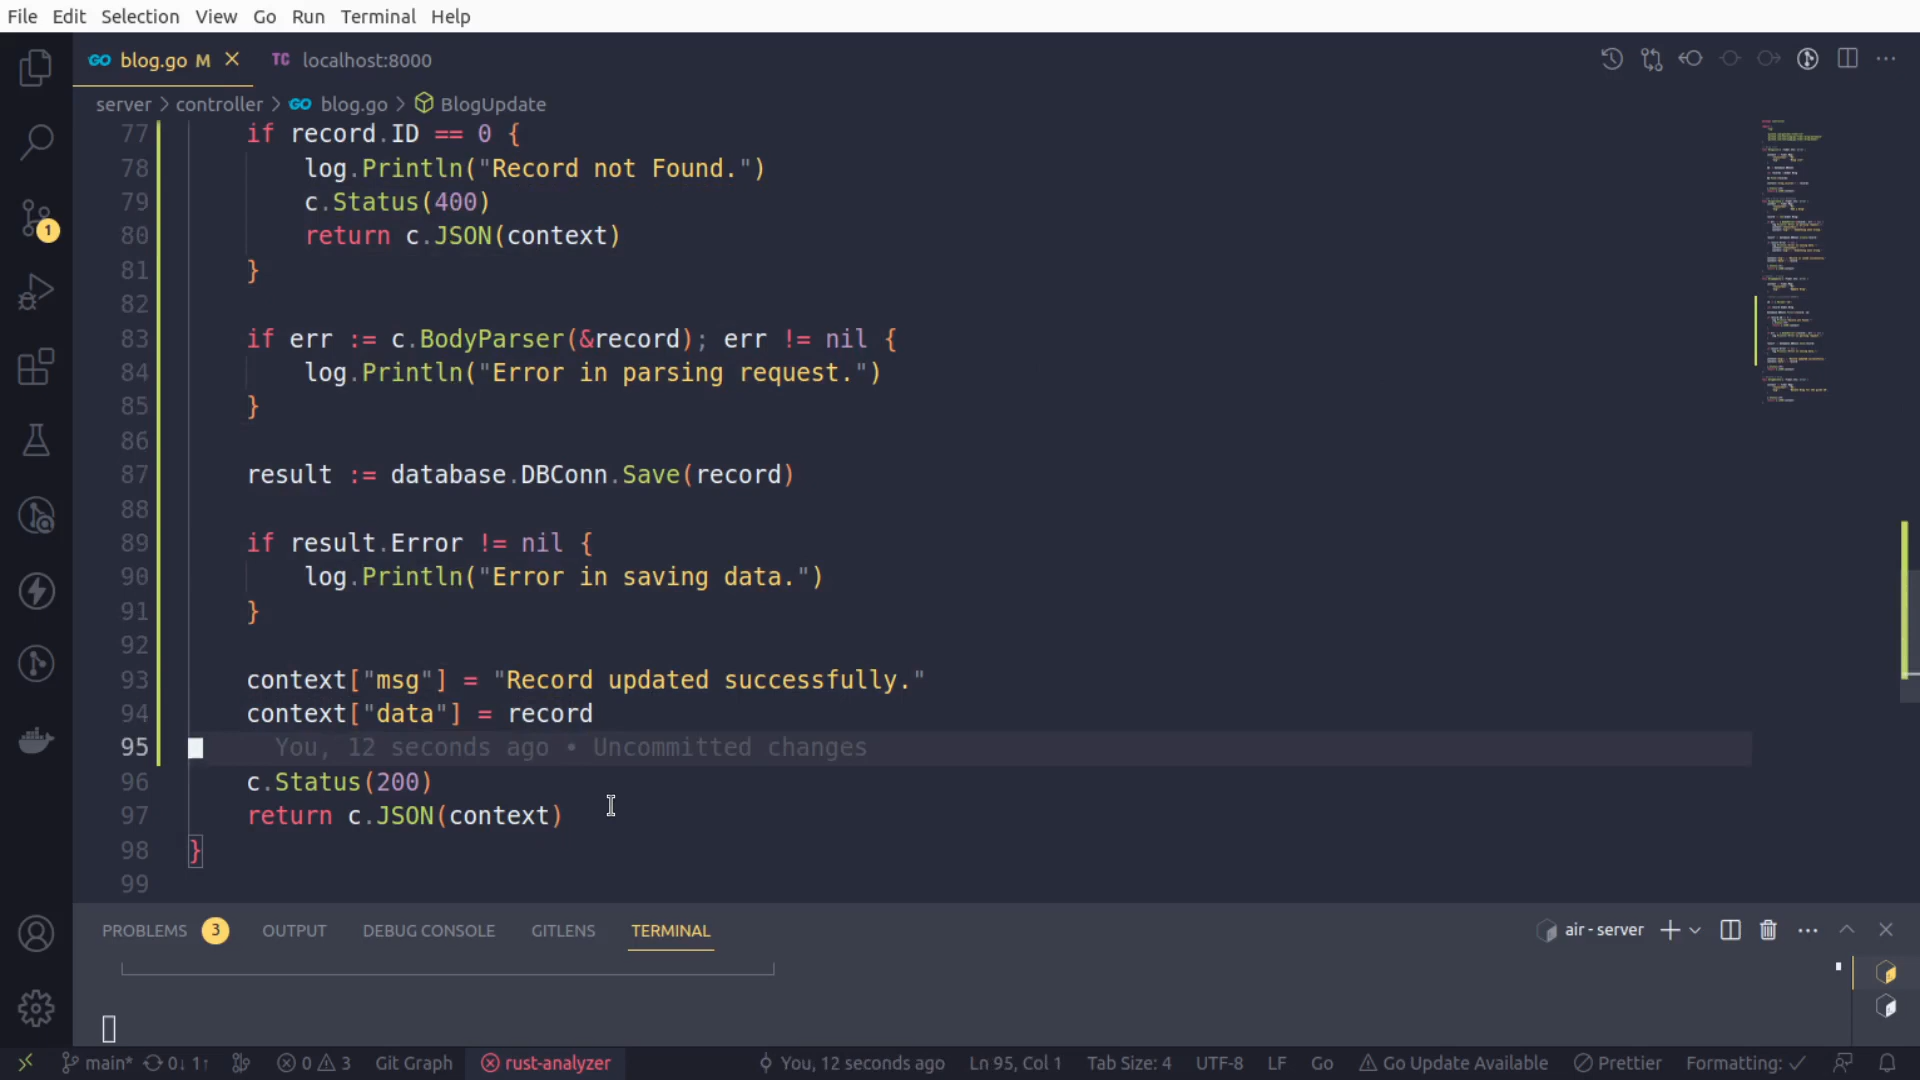 File Edit Selection View Go Run Terminal Help
GO blog.go M TC localhost:8000
server > controller > GO blog.go > BlogUpdate
77 if record.ID == 0 {
78 log.Println("Record not Found.")
79 c.Status(400)
80 return c.JSON(context)
81 }
82
83 if err := c.BodyParser(&record); err != nil {
84 log.Println("Error in parsing request.")
85 }
86
87 result := database.DBConn.Save(record)
88
89 if result.Error != nil {
90 log.Println("Error in saving data.")
91 }
92
93 context["msg"] = "Record updated successfully."
94 context["data"] = record
95 You, 12 seconds ago • Uncommitted changes
96 c.Status(200)
97 return c.JSON(context)
98 }
99
1
PROBLEMS 3 OUTPUT DEBUG CONSOLE GITLENS TERMINAL air - server
main* 0↓ 1↑ 0 3 Git Graph rust-analyzer You, 12 seconds ago Ln 95, Col 1 Tab Size: 4 UTF-8 LF Go Go Update Available Prettier Formatting: ✓